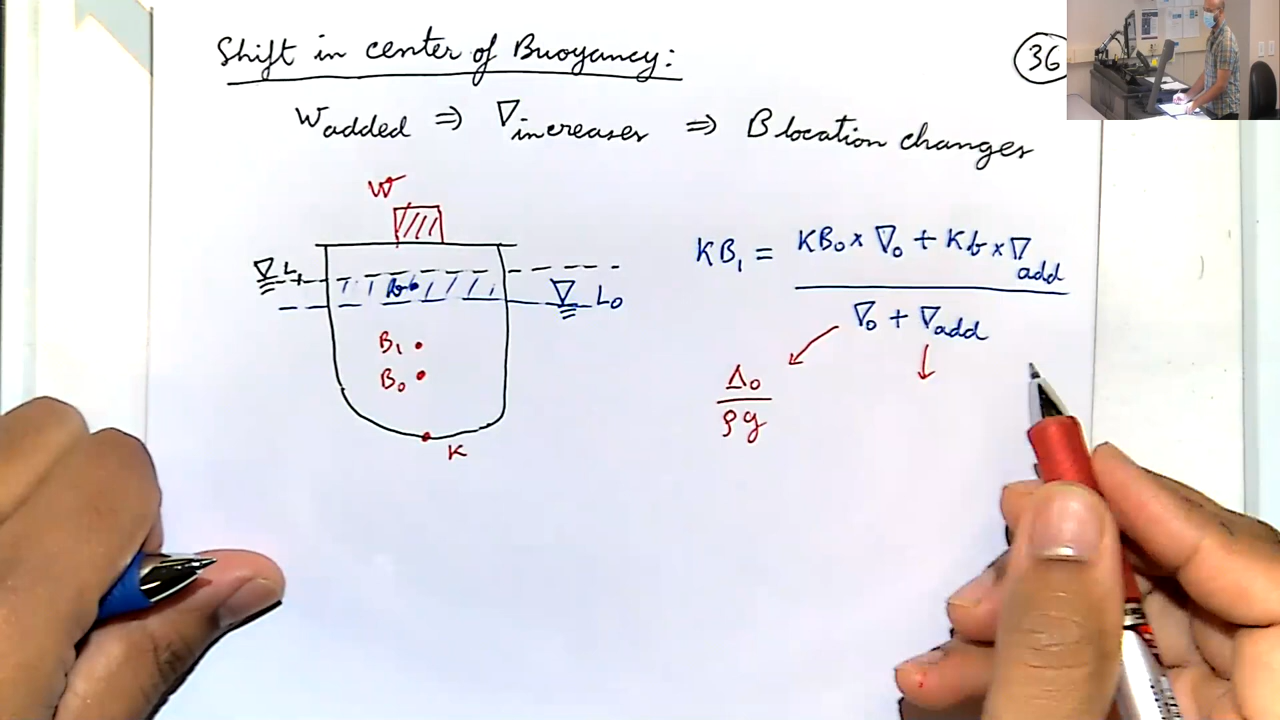 Shift in center of Buoyancy:
36
W added ⇒ ∇ increases ⇒ B location changes
W
∇ L₁
b
∇ L₀
B₁
B₀
K
KB₁ = KB₀ × ∇₀ + Kb × ∇add
∇₀ + ∇add
Δ₀
ρg